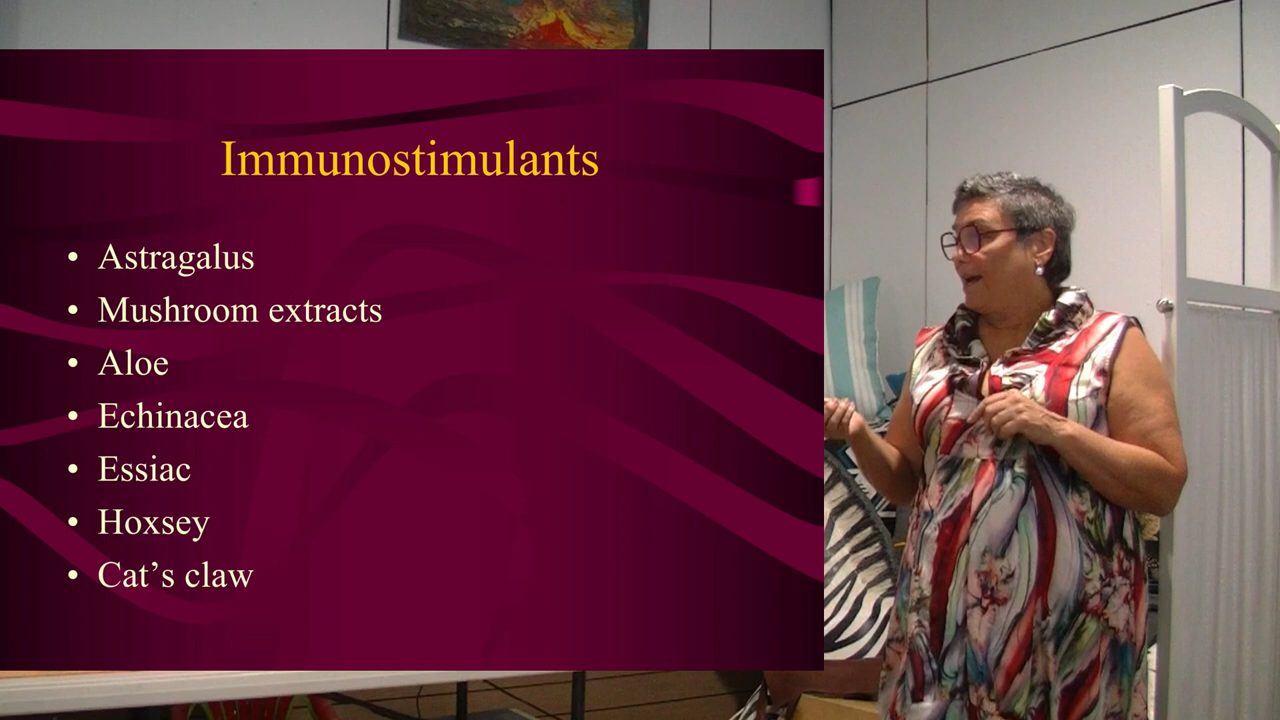 Immunostimulants
• Astragalus
• Mushroom extracts
• Aloe
• Echinacea
• Essiac
• Hoxsey
• Cat’s claw